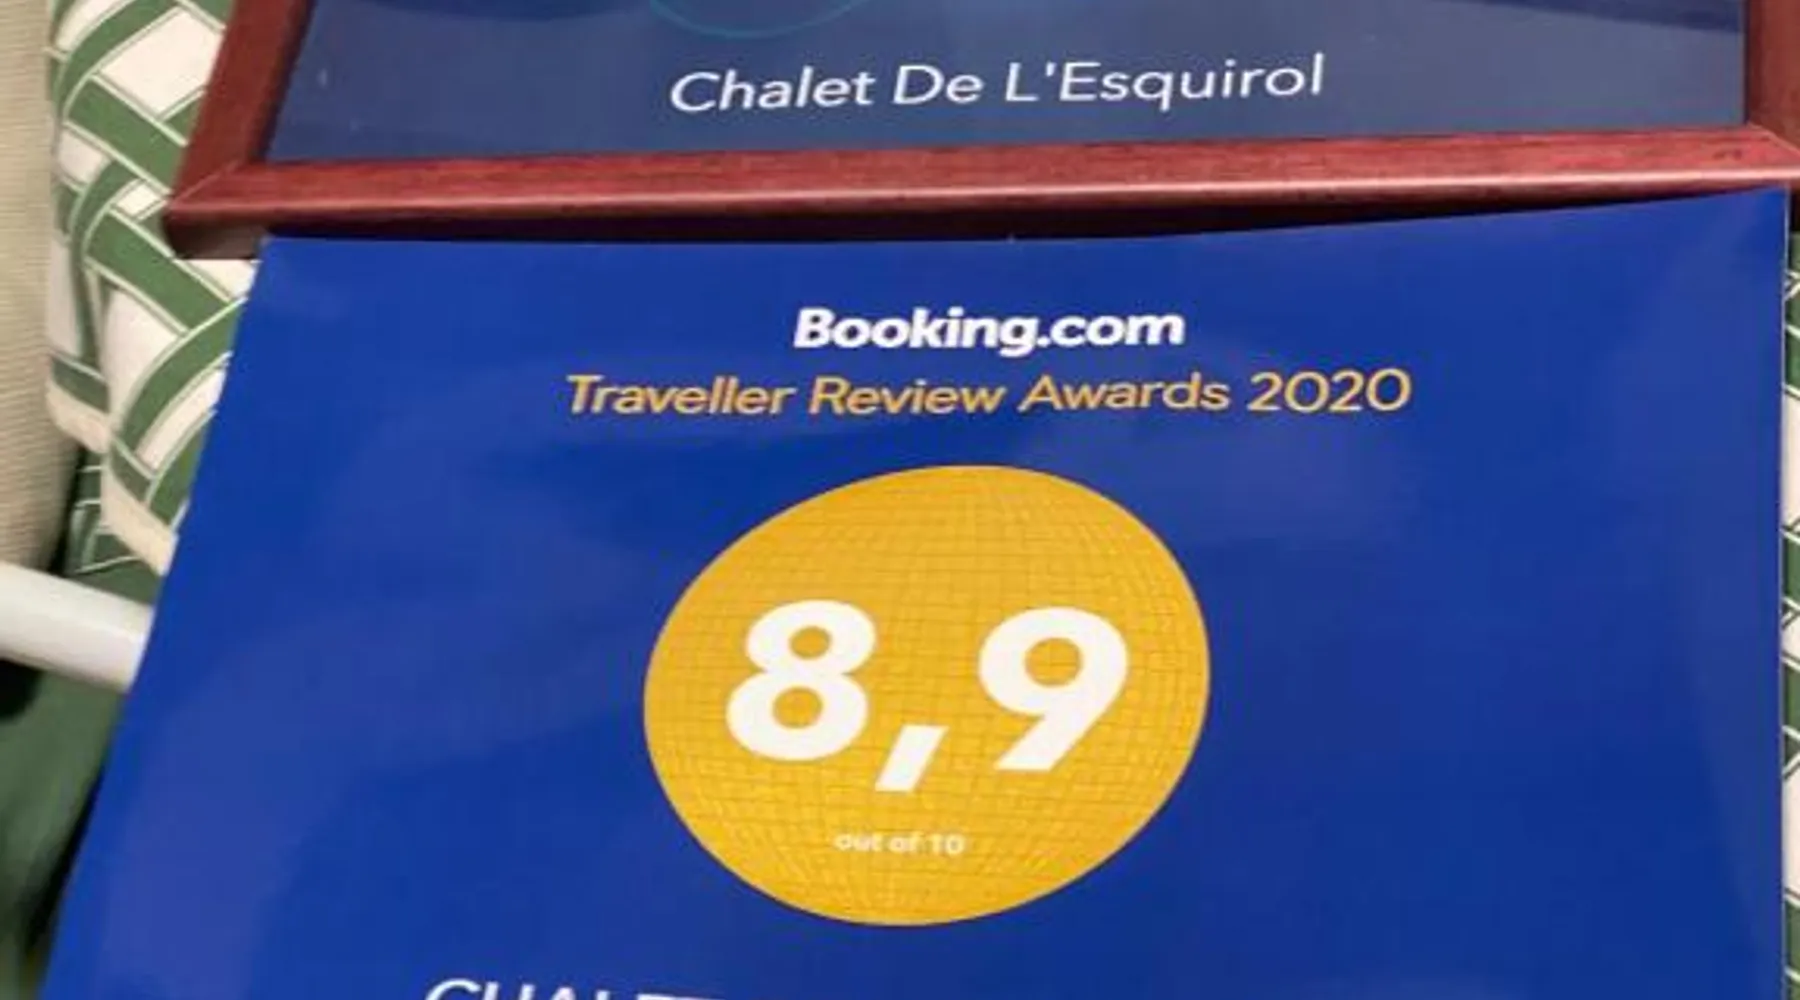 Chalet De L'Esquirol
Booking.com
Traveller Review Awards 2020
8,9
out of 10